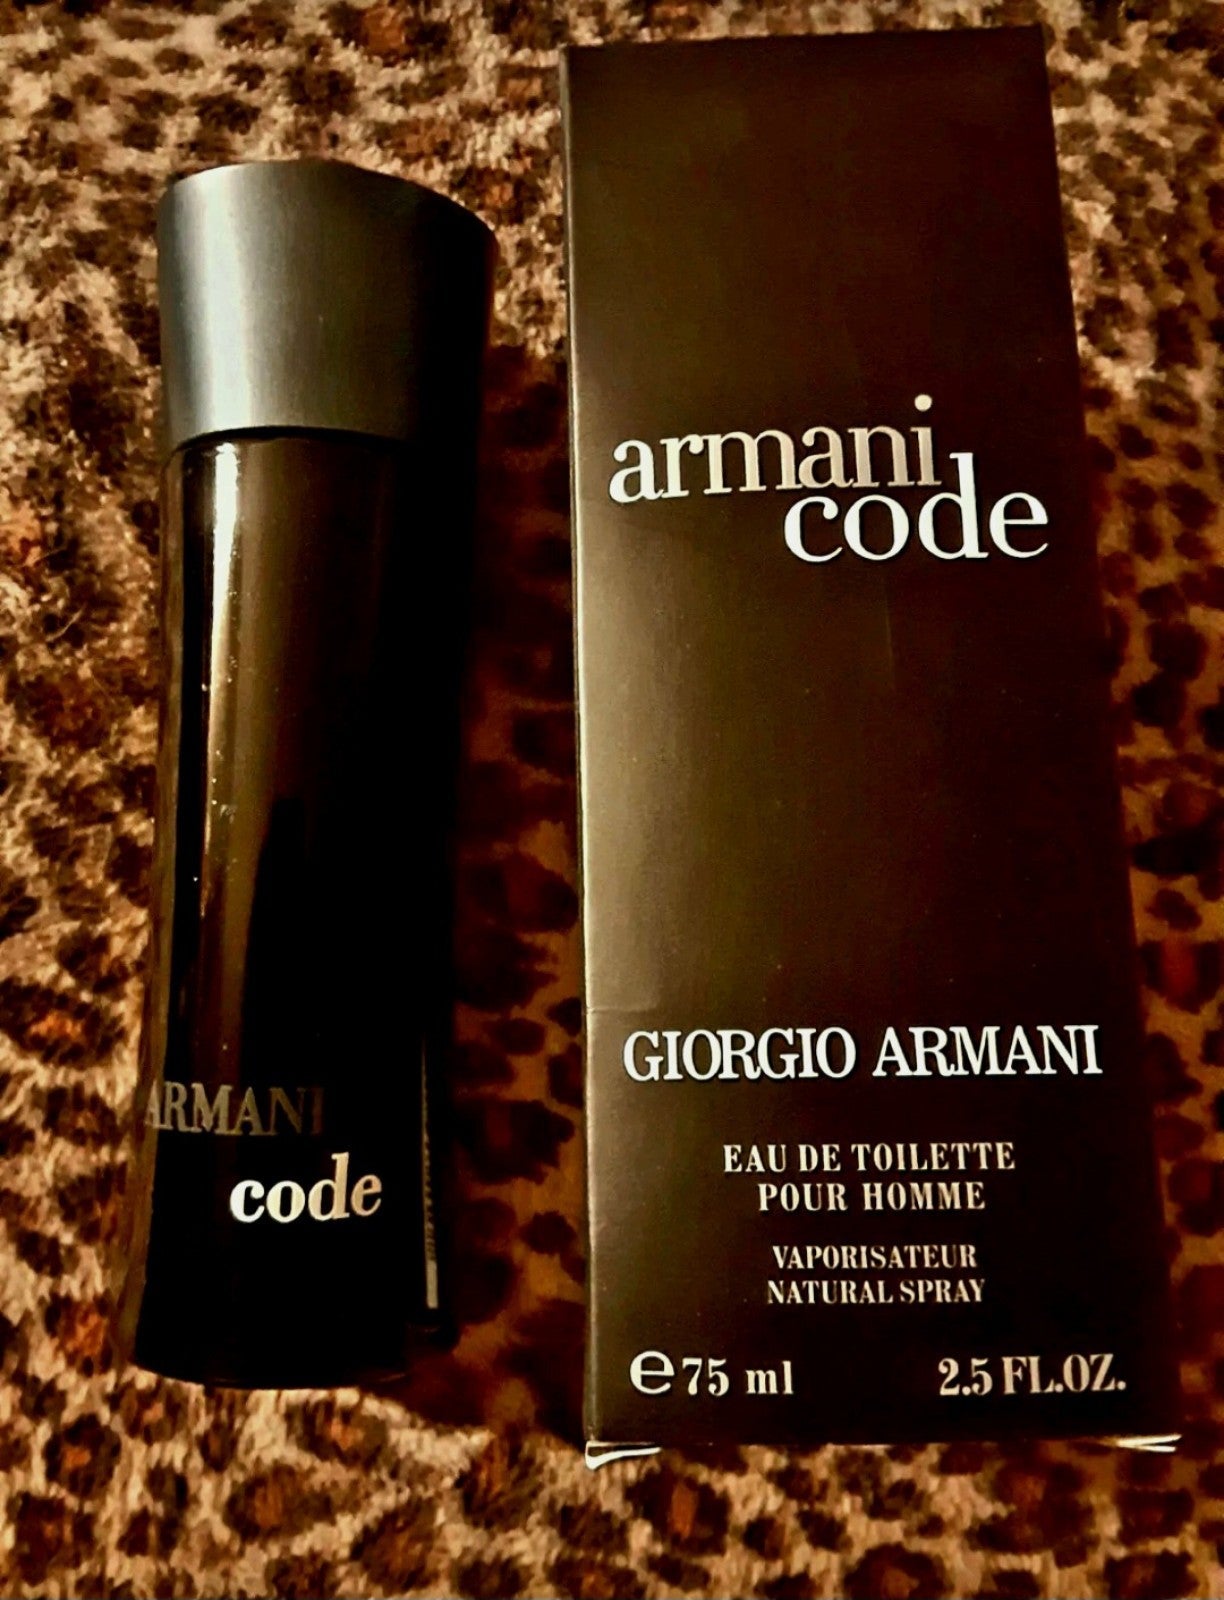 ARMANI
code
armani
code
GIORGIO ARMANI
EAU DE TOILETTE
POUR HOMME
VAPORISATEUR
NATURAL SPRAY
e 75 ml 2.5 FL.OZ.